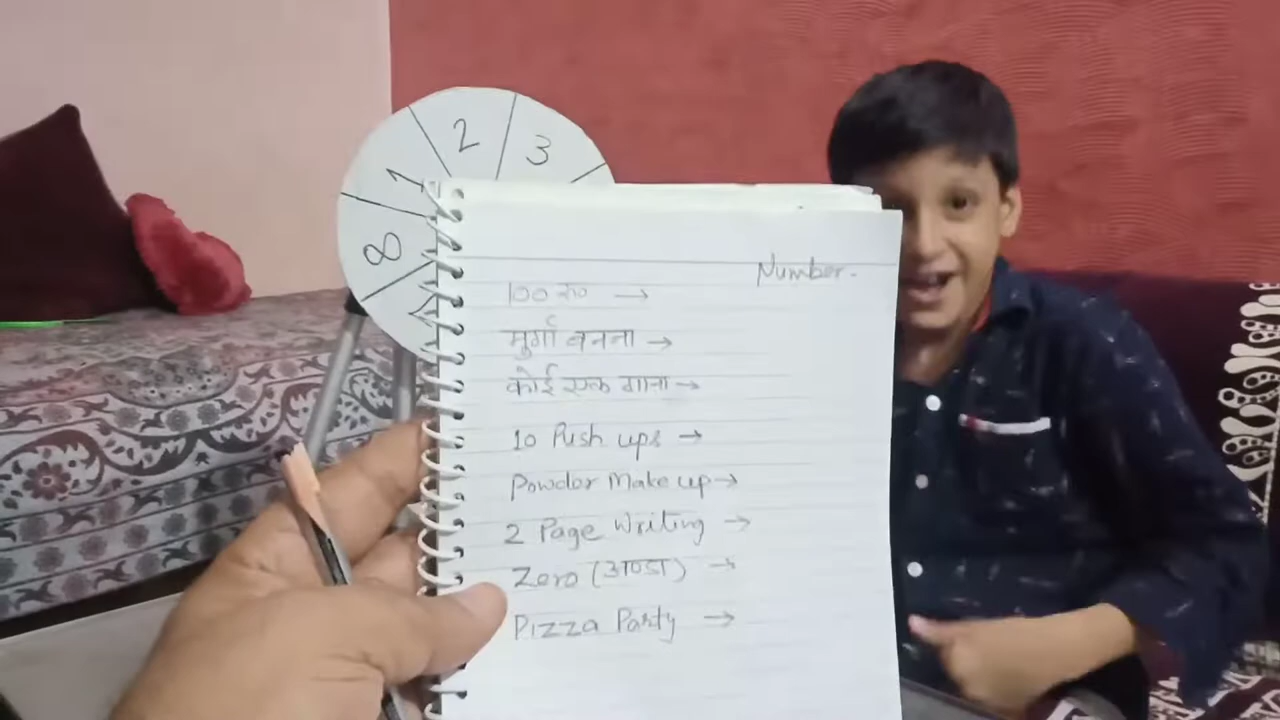 2
3
1
8
Number.
100 रु० →
मुर्गा बनना →
कोई एक गाना →
10 Push ups →
Powder Make up →
2 Page Writing →
Zero (अण्डा) →
Pizza Party →